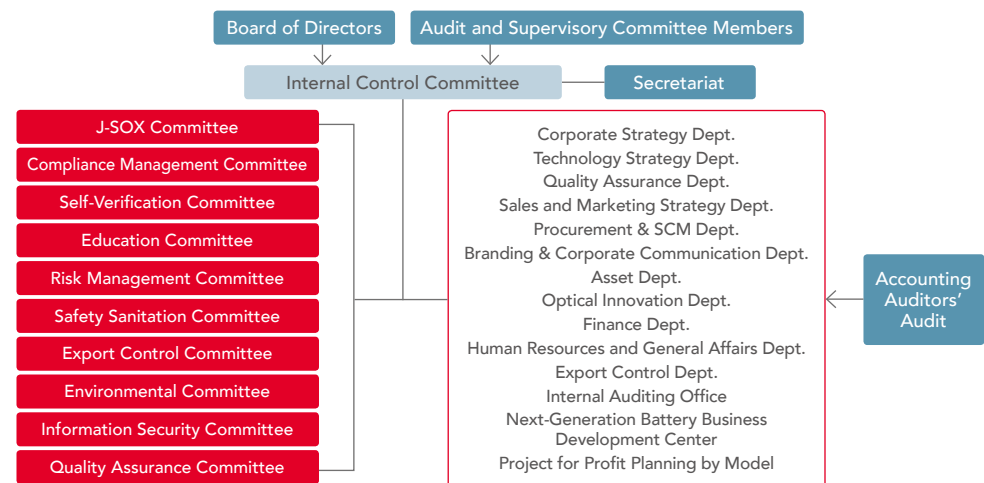 Board of Directors
Audit and Supervisory Committee Members
Internal Control Committee
Secretariat
J-SOX Committee
Compliance Management Committee
Self-Verification Committee
Education Committee
Risk Management Committee
Safety Sanitation Committee
Export Control Committee
Environmental Committee
Information Security Committee
Quality Assurance Committee
Corporate Strategy Dept.
Technology Strategy Dept.
Quality Assurance Dept.
Sales and Marketing Strategy Dept.
Procurement & SCM Dept.
Branding & Corporate Communication Dept.
Asset Dept.
Optical Innovation Dept.
Finance Dept.
Human Resources and General Affairs Dept.
Export Control Dept.
Internal Auditing Office
Next-Generation Battery Business
Development Center
Project for Profit Planning by Model
Accounting
Auditors’
Audit